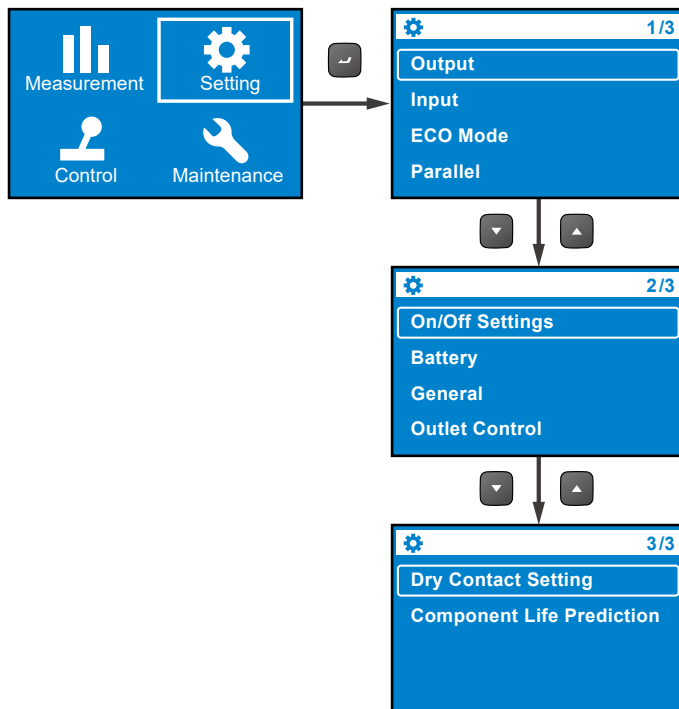 Measurement
Setting
Control
Maintenance
1/3
Output
Input
ECO Mode
Parallel
2/3
On/Off Settings
Battery
General
Outlet Control
3/3
Dry Contact Setting
Component Life Prediction